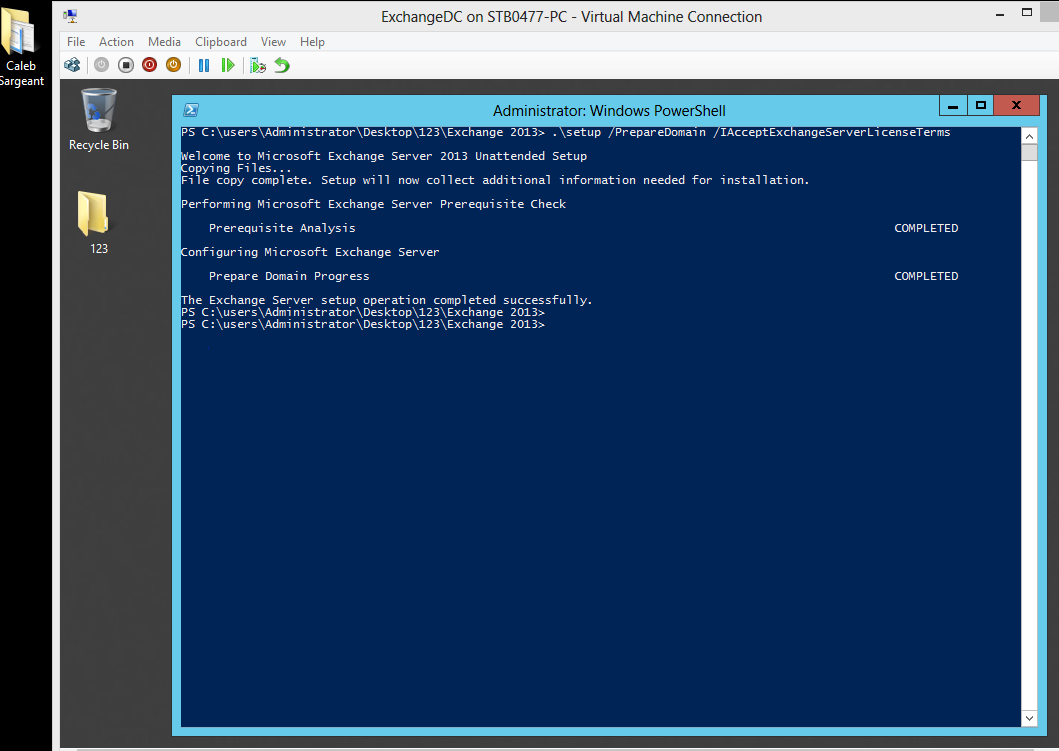 Caleb
Sargeant
ExchangeDC on STB0477-PC - Virtual Machine Connection
File Action Media Clipboard View Help
Recycle Bin
123
Administrator: Windows PowerShell
PS C:\users\Administrator\Desktop\123\Exchange 2013> .\setup /PrepareDomain /IAcceptExchangeServerLicenseTerms
Welcome to Microsoft Exchange Server 2013 Unattended Setup
Copying Files...
File copy complete. Setup will now collect additional information needed for installation.
Performing Microsoft Exchange Server Prerequisite Check
Prerequisite Analysis COMPLETED
Configuring Microsoft Exchange Server
Prepare Domain Progress COMPLETED
The Exchange Server setup operation completed successfully.
PS C:\users\Administrator\Desktop\123\Exchange 2013>
PS C:\users\Administrator\Desktop\123\Exchange 2013>